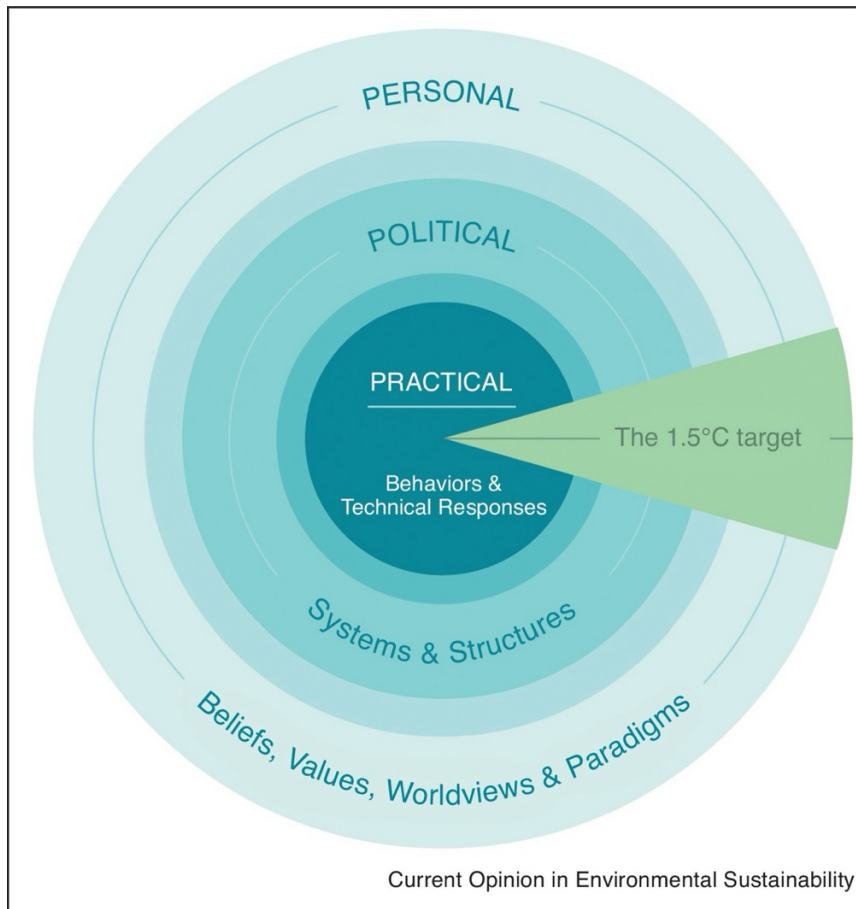 PERSONAL
POLITICAL
PRACTICAL
Behaviors &
Technical Responses
The 1.5°C target
Systems & Structures
Beliefs, Values, Worldviews & Paradigms
Current Opinion in Environmental Sustainability